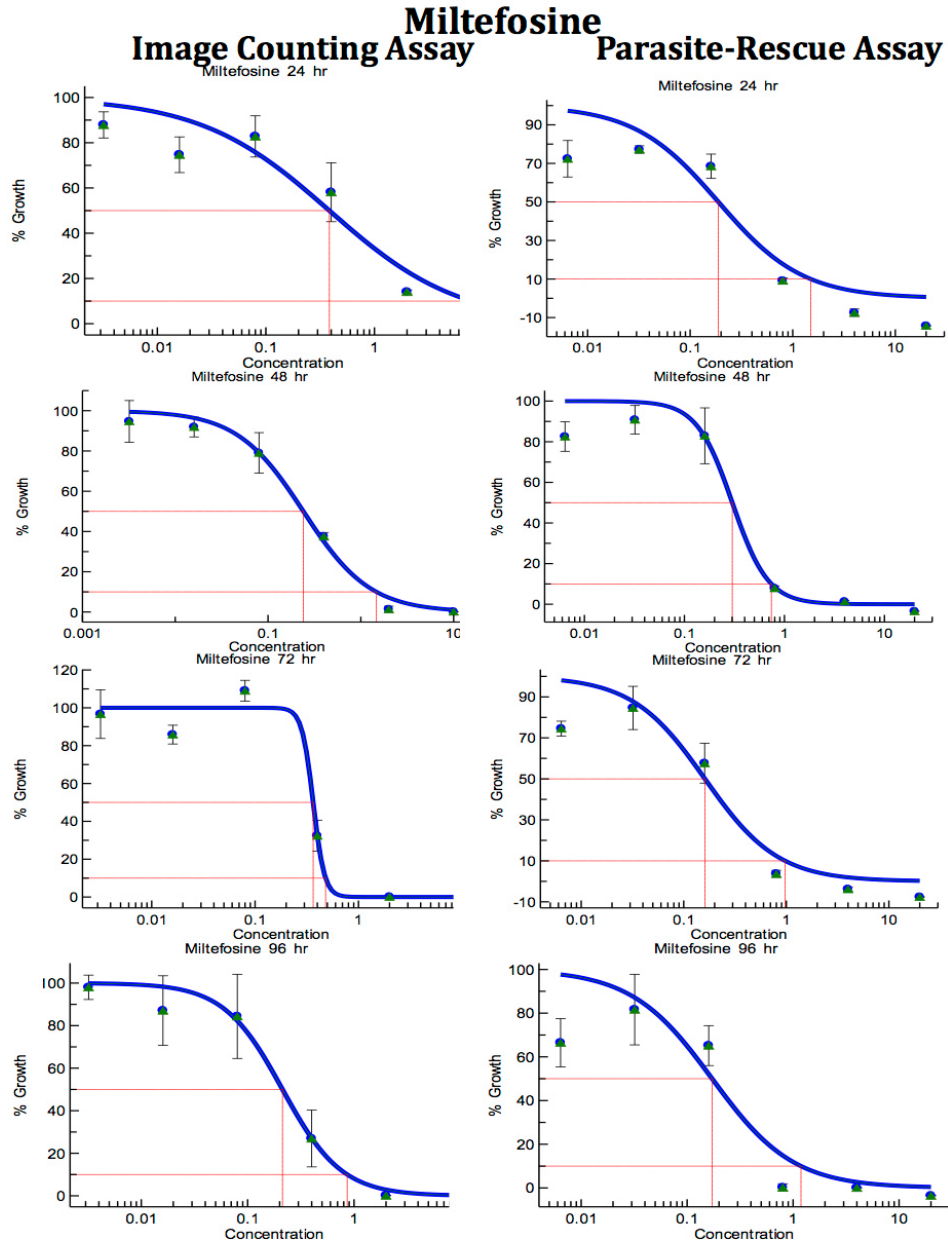 Miltefosine
Image Counting Assay
Parasite-Rescue Assay
Miltefosine 24 hr
100
80
60
40
20
0
% Growth
0.01
0.1
1
Concentration
Miltefosine 24 hr
90
70
50
30
10
-10
% Growth
0.01
0.1
1
10
Concentration
Miltefosine 48 hr
100
80
60
40
20
0
% Growth
0.001
0.1
10
Concentration
Miltefosine 48 hr
100
80
60
40
20
0
% Growth
0.01
0.1
1
10
Concentration
Miltefosine 72 hr
120
100
80
60
40
20
0
% Growth
0.01
0.1
1
Concentration
Miltefosine 72 hr
90
70
50
30
10
-10
% Growth
0.01
0.1
1
10
Concentration
Miltefosine 96 hr
100
80
60
40
20
0
% Growth
0.01
0.1
1
Concentration
Miltefosine 96 hr
100
80
60
40
20
0
% Growth
0.01
0.1
1
10
Concentration